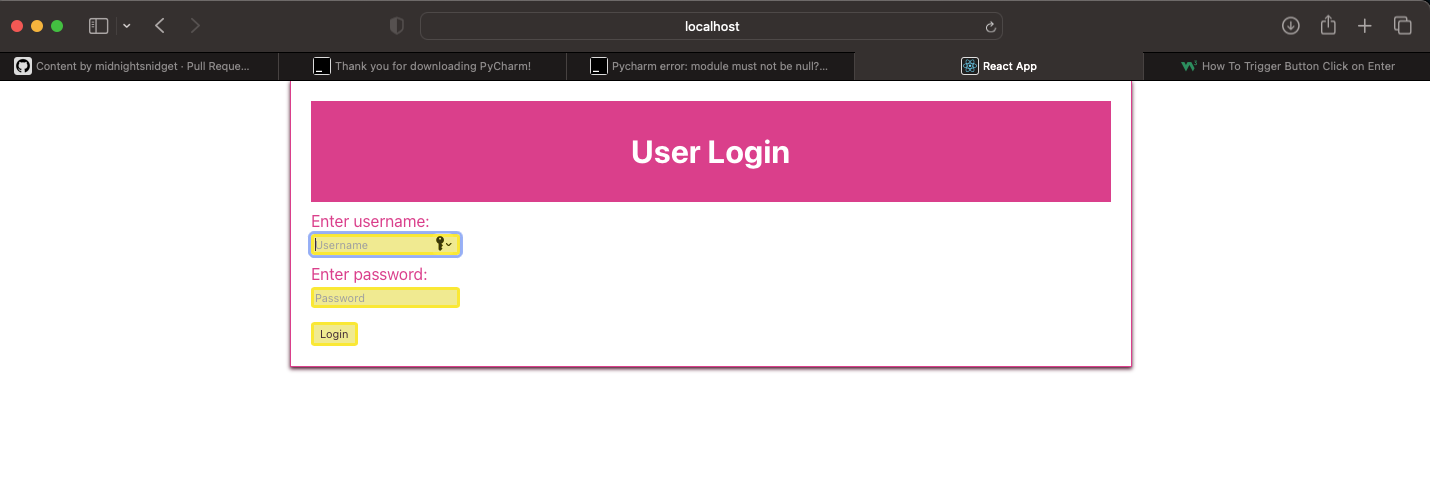 localhost
Content by midnightsnidget · Pull Reque...
Thank you for downloading PyCharm!
Pycharm error: module must not be null?...
React App
How To Trigger Button Click on Enter
User Login
Enter username:
Username
Enter password:
Password
Login